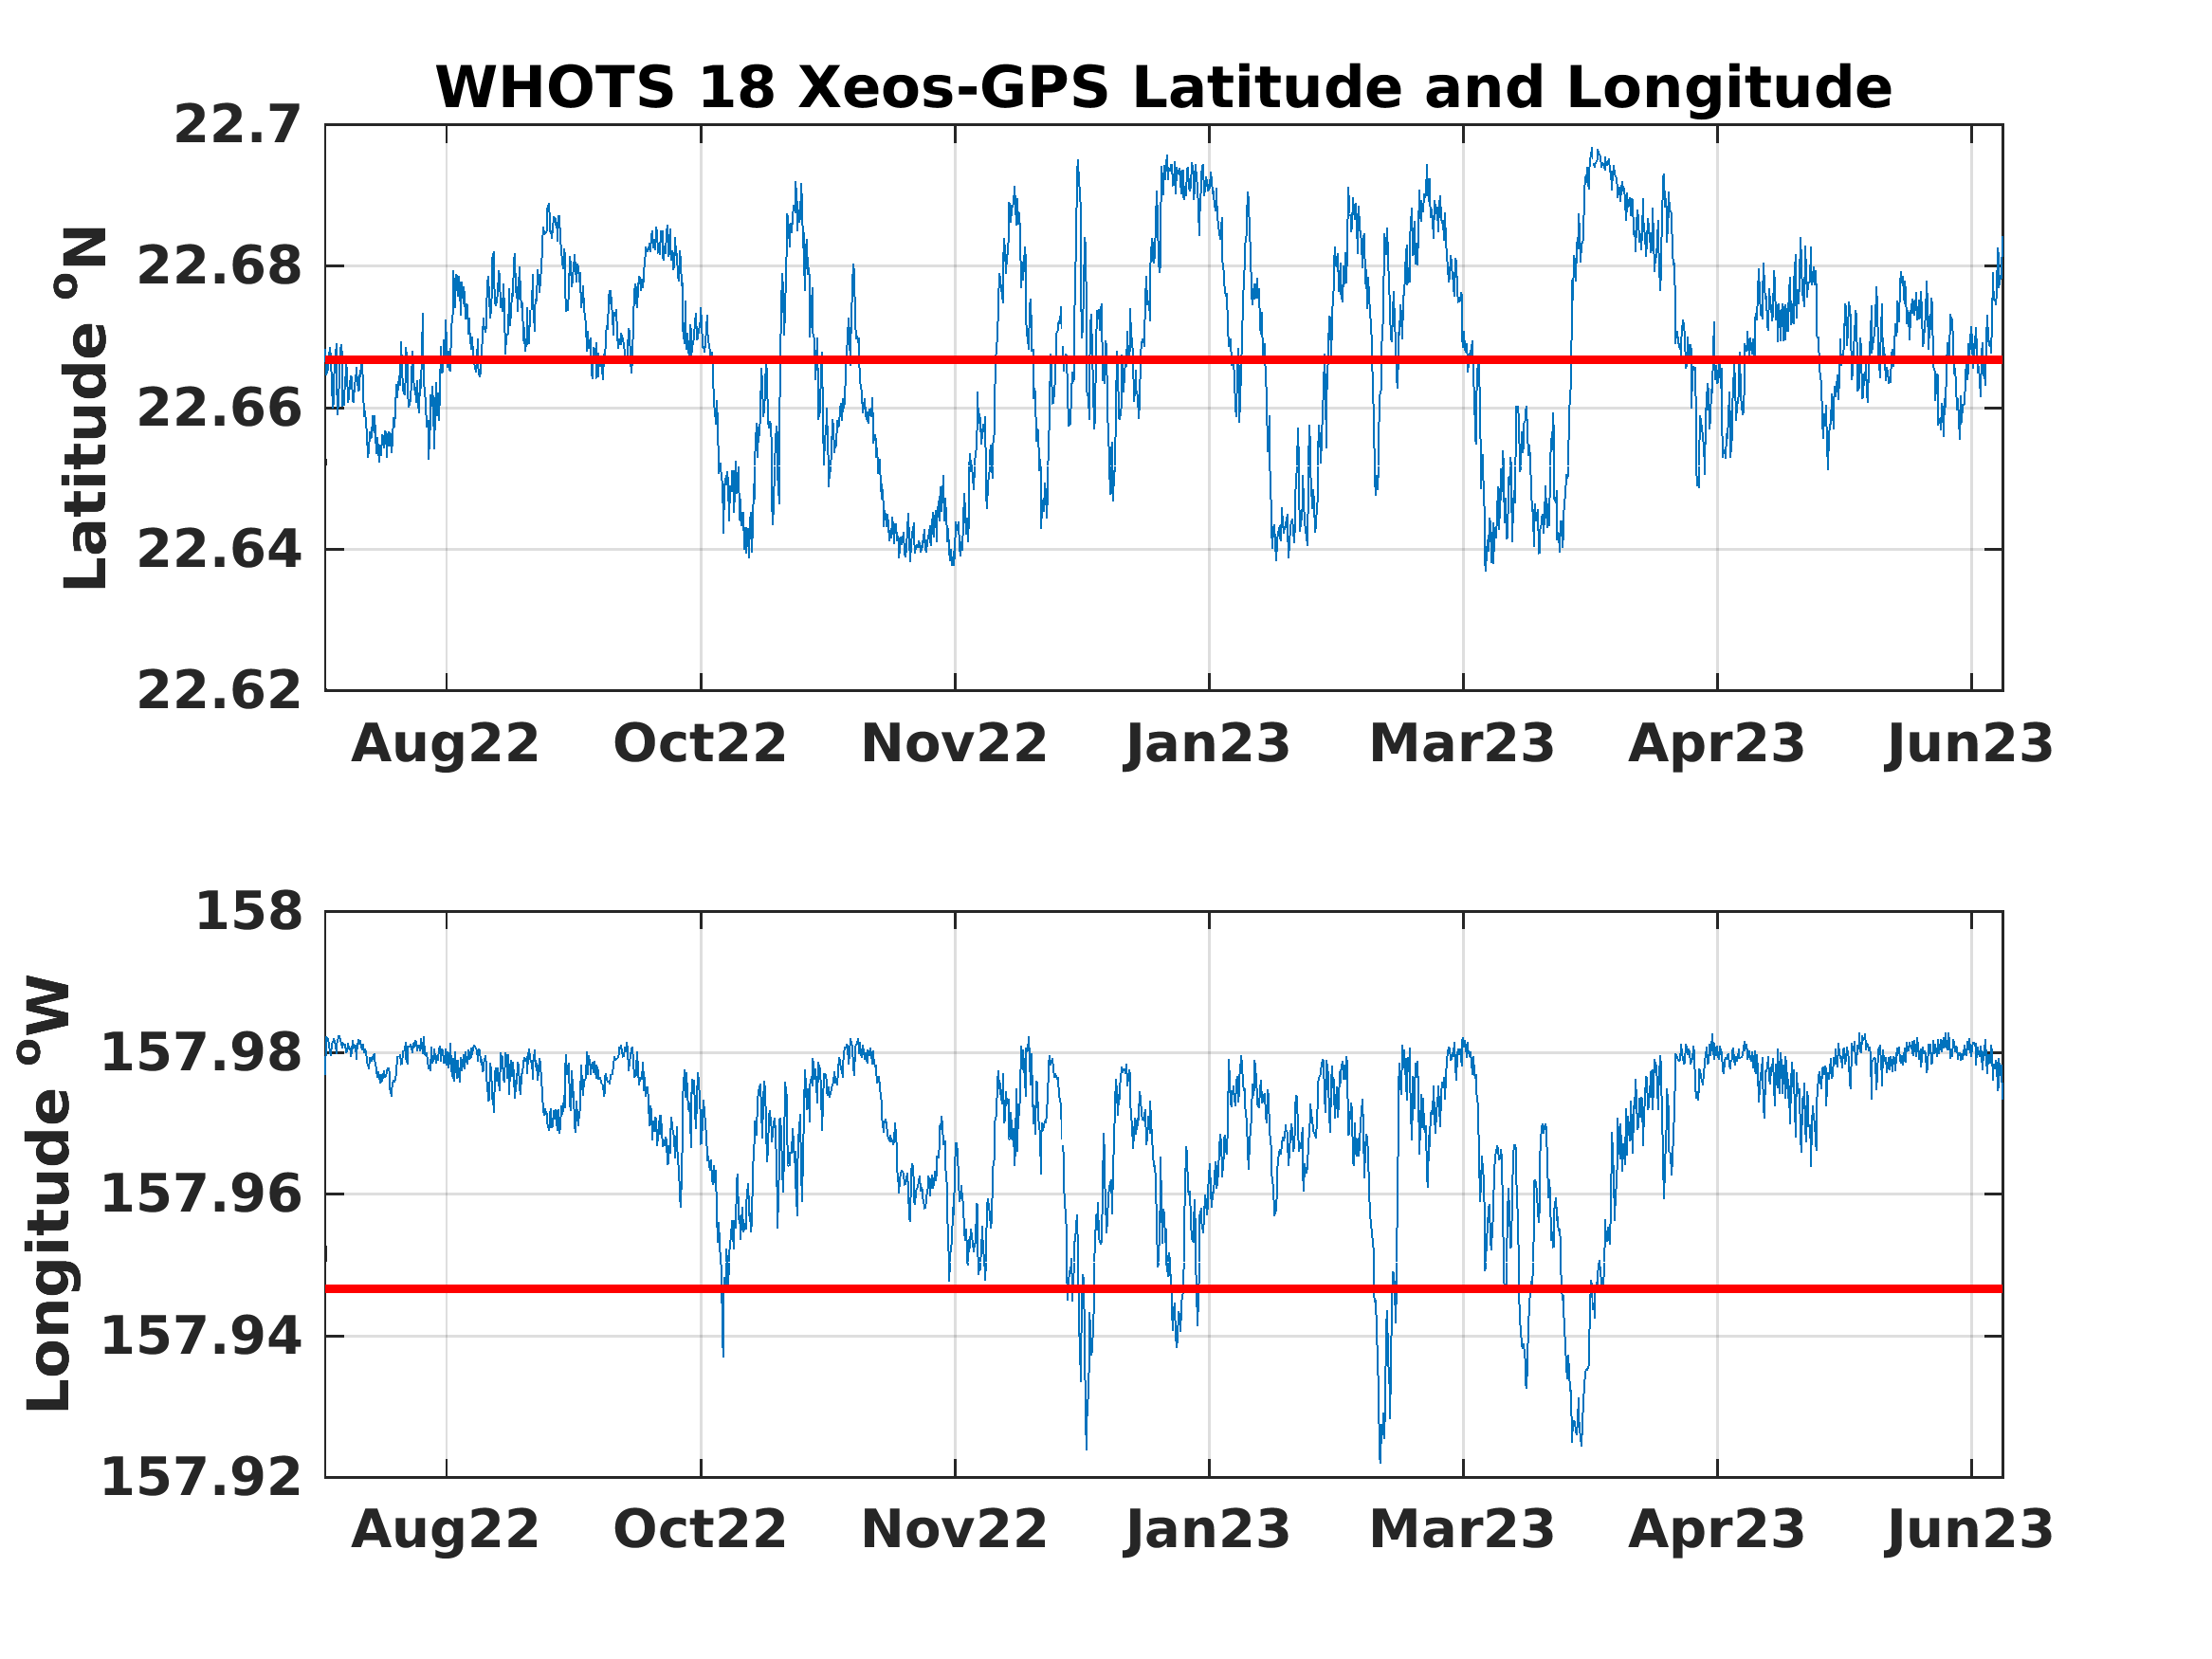 WHOTS 18 Xeos-GPS Latitude and Longitude
Latitude ºN
22.7
22.68
22.66
22.64
22.62
Aug22 Oct22 Nov22 Jan23 Mar23 Apr23 Jun23
Longitude ºW
158
157.98
157.96
157.94
157.92
Aug22 Oct22 Nov22 Jan23 Mar23 Apr23 Jun23